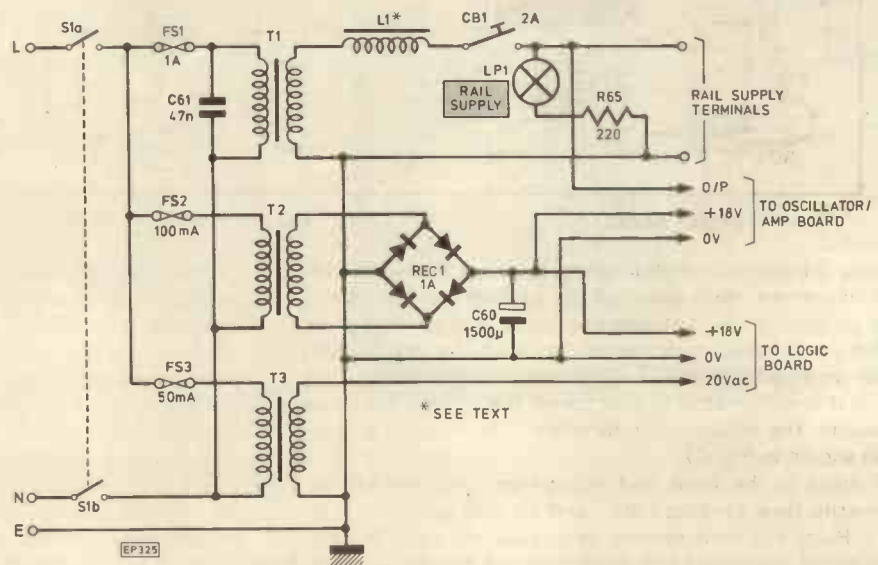 S1a
L
FS1
1A
C61
47n
T1
L1*
CB1
2A
LP1
RAIL
SUPPLY
R65
220
RAIL SUPPLY
TERMINALS
O/P
+18V
0V
TO OSCILLATOR/
AMP BOARD
FS2
100mA
T2
REC1
1A
C60
1500µ
+18V
0V
20Vac
TO LOGIC
BOARD
FS3
50mA
T3
* SEE TEXT
N
S1b
E
EP325